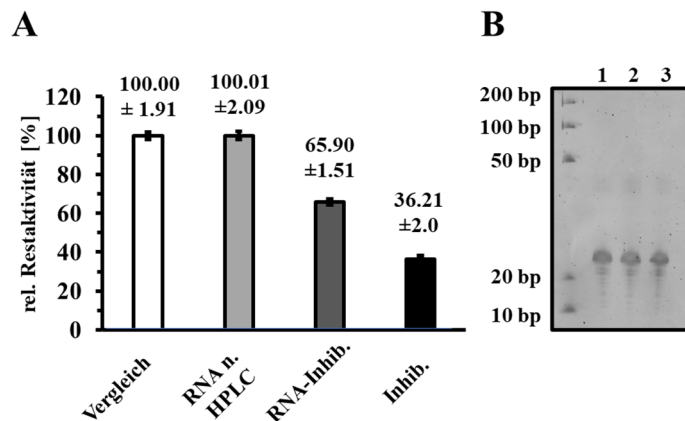 A
rel. Restaktivität [%]
120
100
80
60
40
20
0
100.00
± 1.91
100.01
±2.09
65.90
±1.51
36.21
±2.0
Vergleich
RNA n.
HPLC
RNA-Inhib.
Inhib.
B
1 2 3
200 bp
100 bp
50 bp
20 bp
10 bp